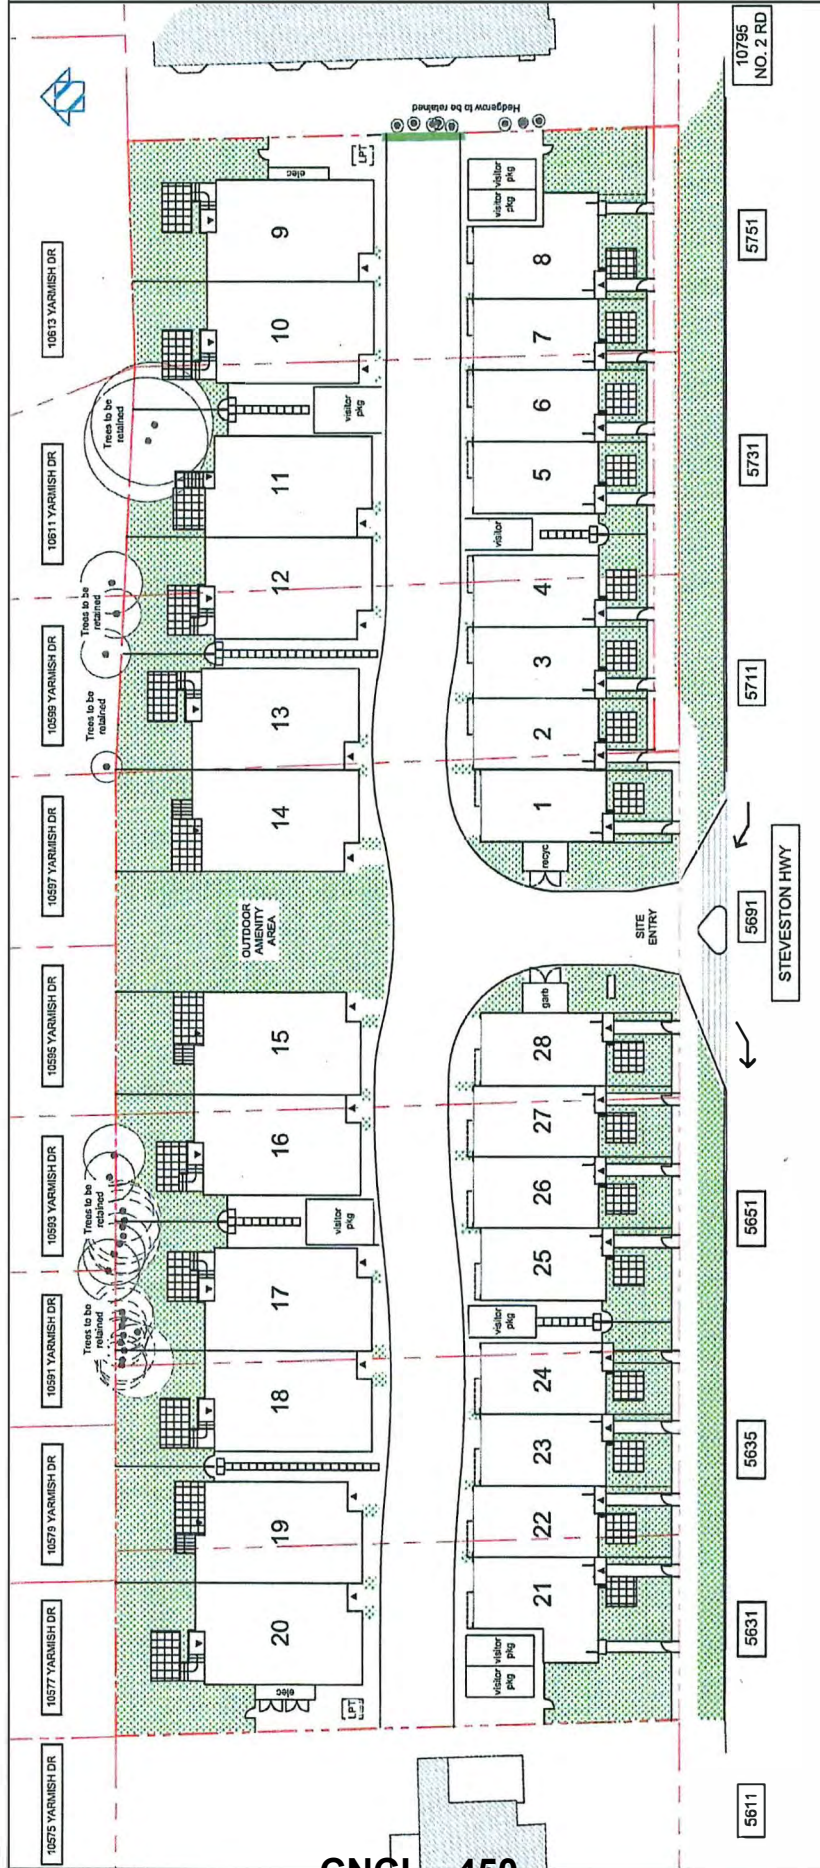 10575 YARMISH DR
10577 YARMISH DR
10579 YARMISH DR
10591 YARMISH DR
10593 YARMISH DR
10595 YARMISH DR
10597 YARMISH DR
10599 YARMISH DR
10611 YARMISH DR
10613 YARMISH DR
Trees to be
retained
Trees to be
retained
Trees to be
retained
Trees to be
retained
Trees to be
retained
20
19
18
17
16
15
OUTDOOR
AMENITY
AREA
14
13
12
11
10
9
elec
elec
LPT
LPT
visitor
pkg
visitor
pkg
Hedgerow to be retained
visitor
pkg
visitor
pkg
visitor
pkg
visitor
visitor
pkg
visitor
pkg
21
22
23
24
25
26
27
28
garb
recyc
1
2
3
4
5
6
7
8
SITE
ENTRY
5611
5631
5635
5651
5691
5711
5731
5751
10795
NO. 2 RD
STEVESTON HWY
CNCL - 450